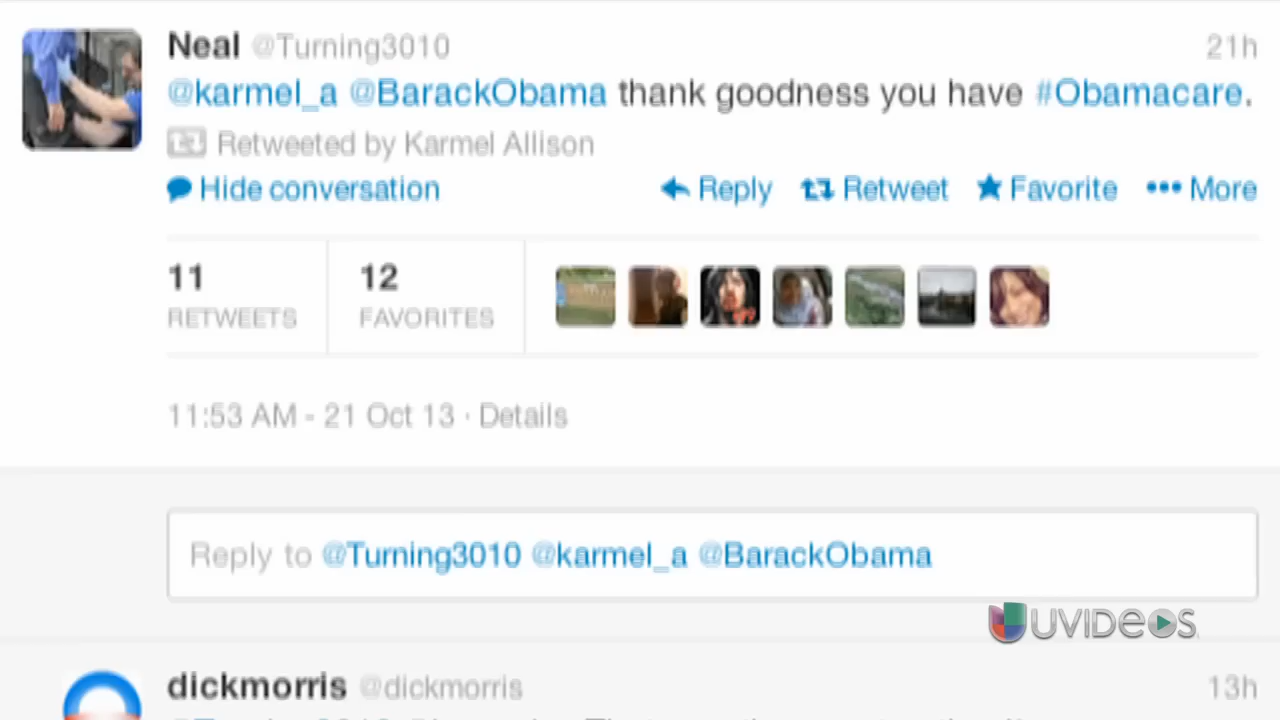 Neal @Turning3010 21h
@karmel_a @BarackObama thank goodness you have #Obamacare.
Retweeted by Karmel Allison
Hide conversation Reply Retweet Favorite More
11 12
RETWEETS FAVORITES
11:53 AM - 21 Oct 13 · Details
Reply to @Turning3010 @karmel_a @BarackObama
UVIDEOS
dickmorris @dickmorris 13h